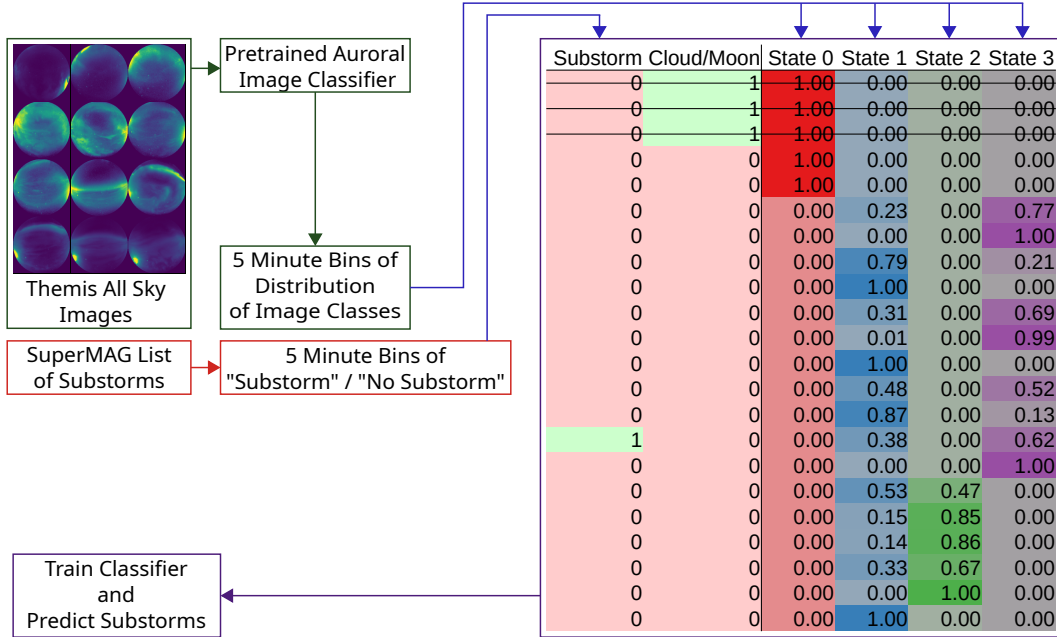 Themis All Sky
Images
Pretrained Auroral
Image Classifier
5 Minute Bins of
Distribution
of Image Classes
SuperMAG List
of Substorms
5 Minute Bins of
"Substorm" / "No Substorm"
Train Classifier
and
Predict Substorms
Substorm Cloud/Moon State 0 State 1 State 2 State 3
0 1 1.00 0.00 0.00 0.00
0 1 1.00 0.00 0.00 0.00
0 1 1.00 0.00 0.00 0.00
0 0 1.00 0.00 0.00 0.00
0 0 1.00 0.00 0.00 0.00
0 0 0.00 0.23 0.00 0.77
0 0 0.00 0.00 0.00 1.00
0 0 0.00 0.79 0.00 0.21
0 0 0.00 1.00 0.00 0.00
0 0 0.00 0.31 0.00 0.69
0 0 0.00 0.01 0.00 0.99
0 0 0.00 1.00 0.00 0.00
0 0 0.00 0.48 0.00 0.52
0 0 0.00 0.87 0.00 0.13
1 0 0.00 0.38 0.00 0.62
0 0 0.00 0.00 0.00 1.00
0 0 0.00 0.53 0.47 0.00
0 0 0.00 0.15 0.85 0.00
0 0 0.00 0.14 0.86 0.00
0 0 0.00 0.33 0.67 0.00
0 0 0.00 0.00 1.00 0.00
0 0 0.00 1.00 0.00 0.00